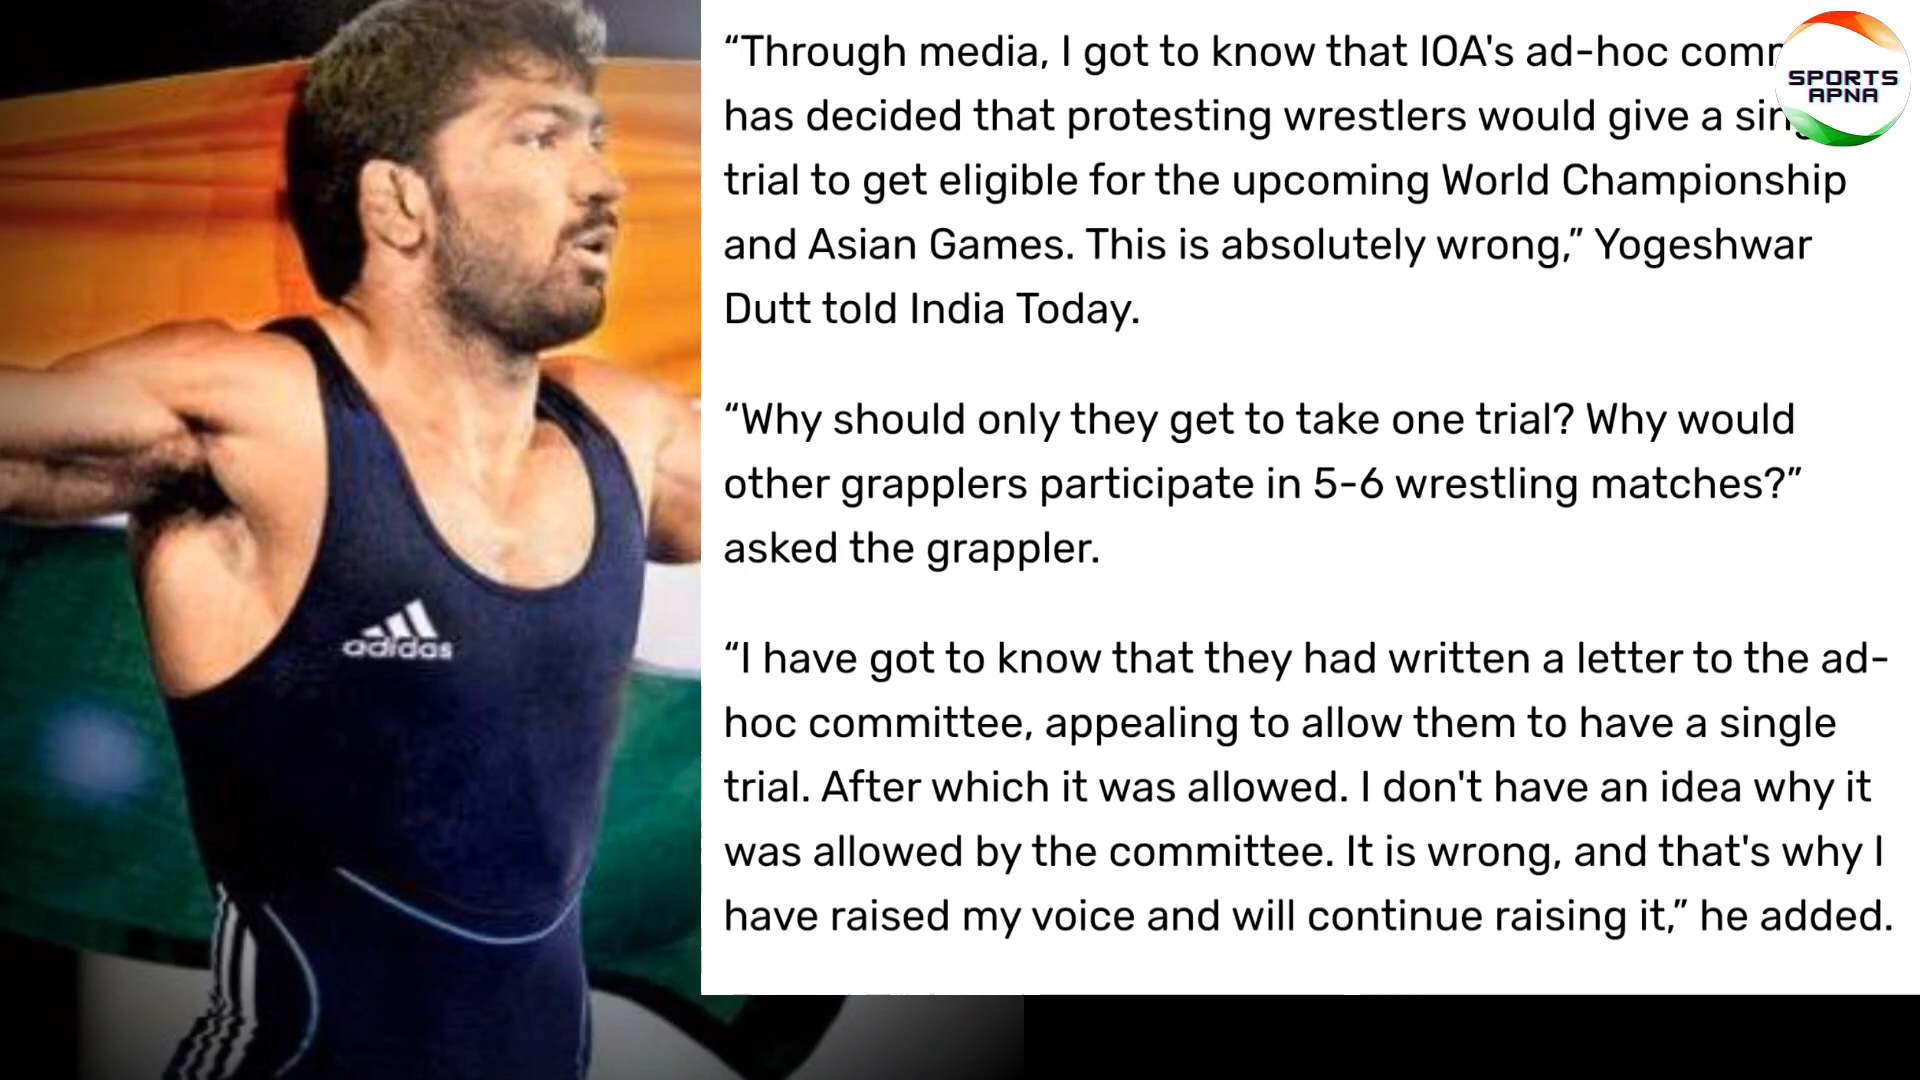 “Through media, I got to know that IOA's ad-hoc
has decided that protesting wrestlers would give a
trial to get eligible for the upcoming World Championship
and Asian Games. This is absolutely wrong,” Yogeshwar
Dutt told India Today.
“Why should only they get to take one trial? Why would
other grapplers participate in 5-6 wrestling matches?”
asked the grappler.
“I have got to know that they had written a letter to the ad-
hoc committee, appealing to allow them to have a single
trial. After which it was allowed. I don't have an idea why it
was allowed by the committee. It is wrong, and that's why I
have raised my voice and will continue raising it,” he added.
SPORTS
APNA
adidas